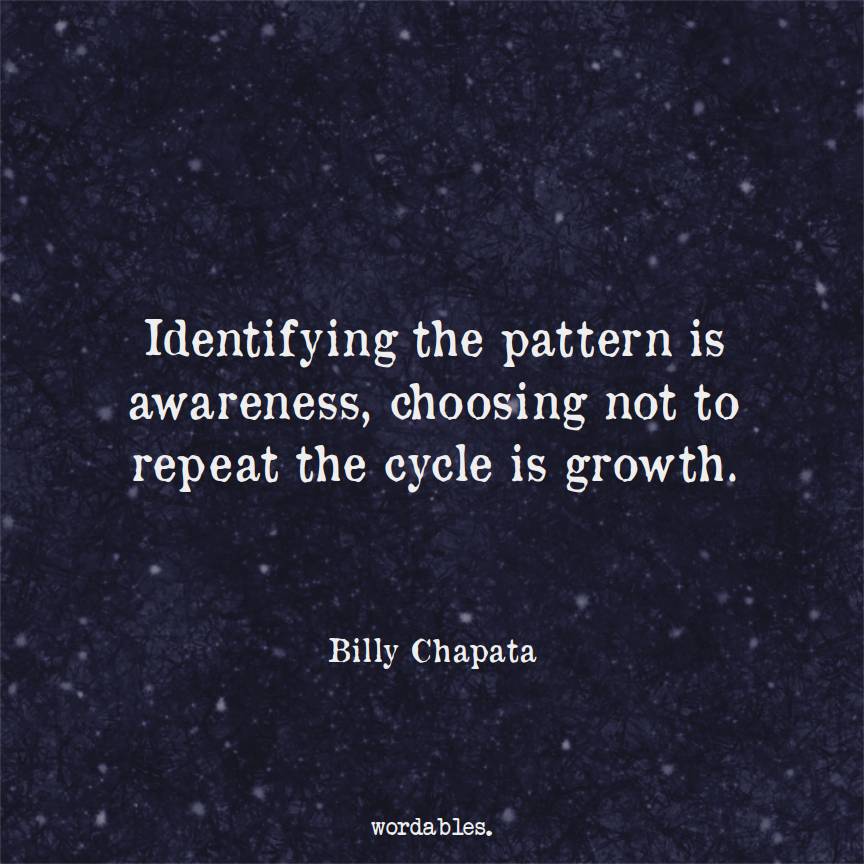 Identifying the pattern is
awareness, choosing not to
repeat the cycle is growth.
Billy Chapata
wordables.